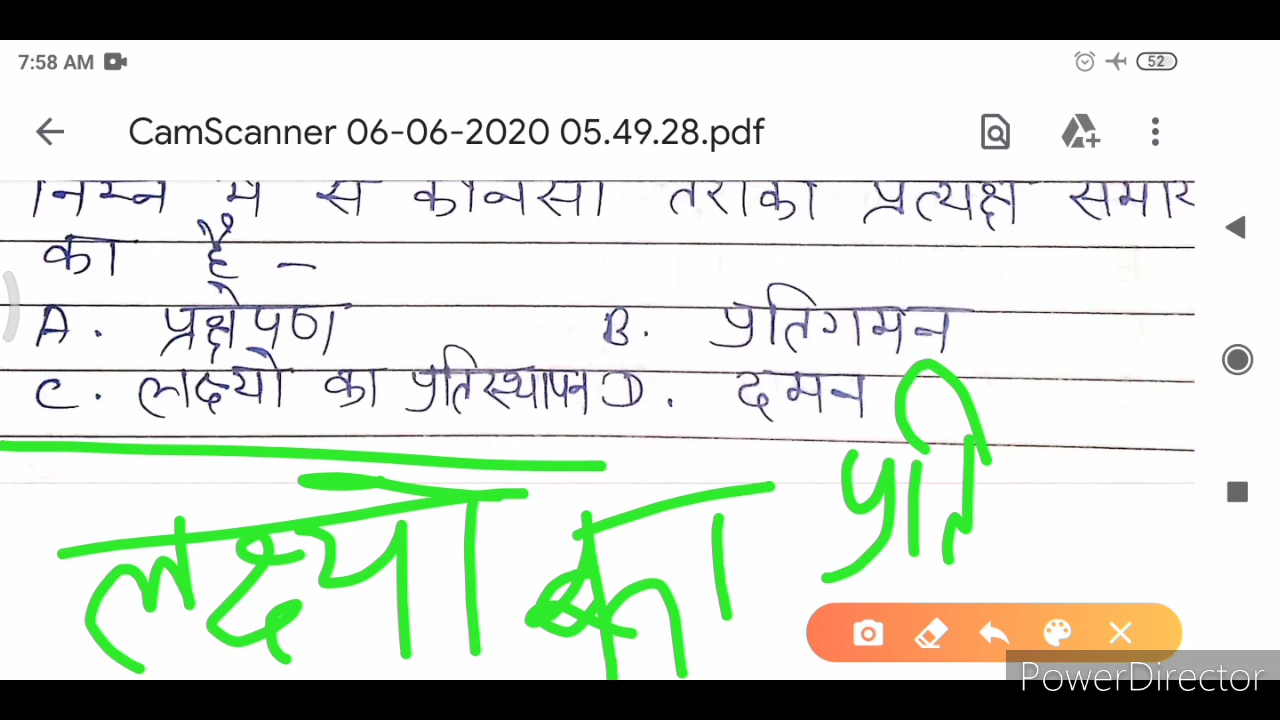 7:58 AM
52
CamScanner 06-06-2020 05.49.28.pdf
निम्न में से कौनसा तरीका प्रत्यक्ष समाय
का है -
A. प्रक्षेपण B. प्रतिगमन
C. लक्ष्यो का प्रतिस्थापन D. दमन
लक्ष्यो का प्रति
PowerDirector